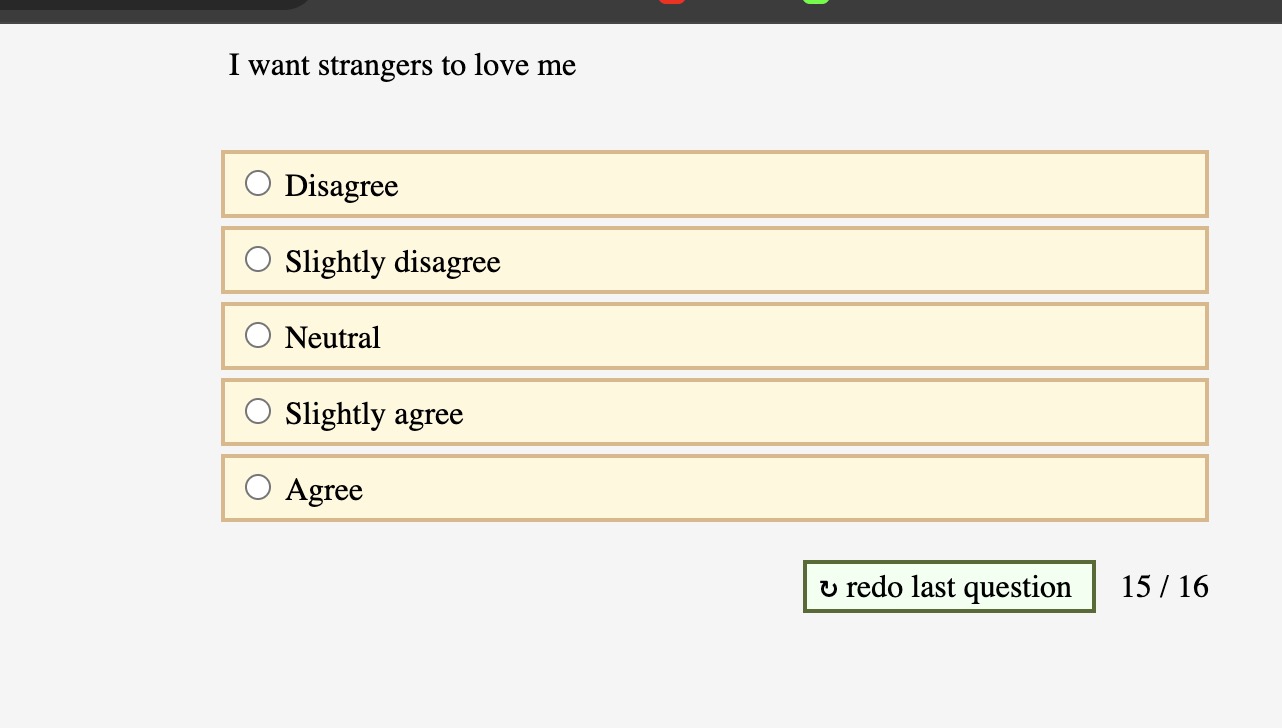 I want strangers to love me
Disagree
Slightly disagree
Neutral
Slightly agree
Agree
↻ redo last question 15 / 16